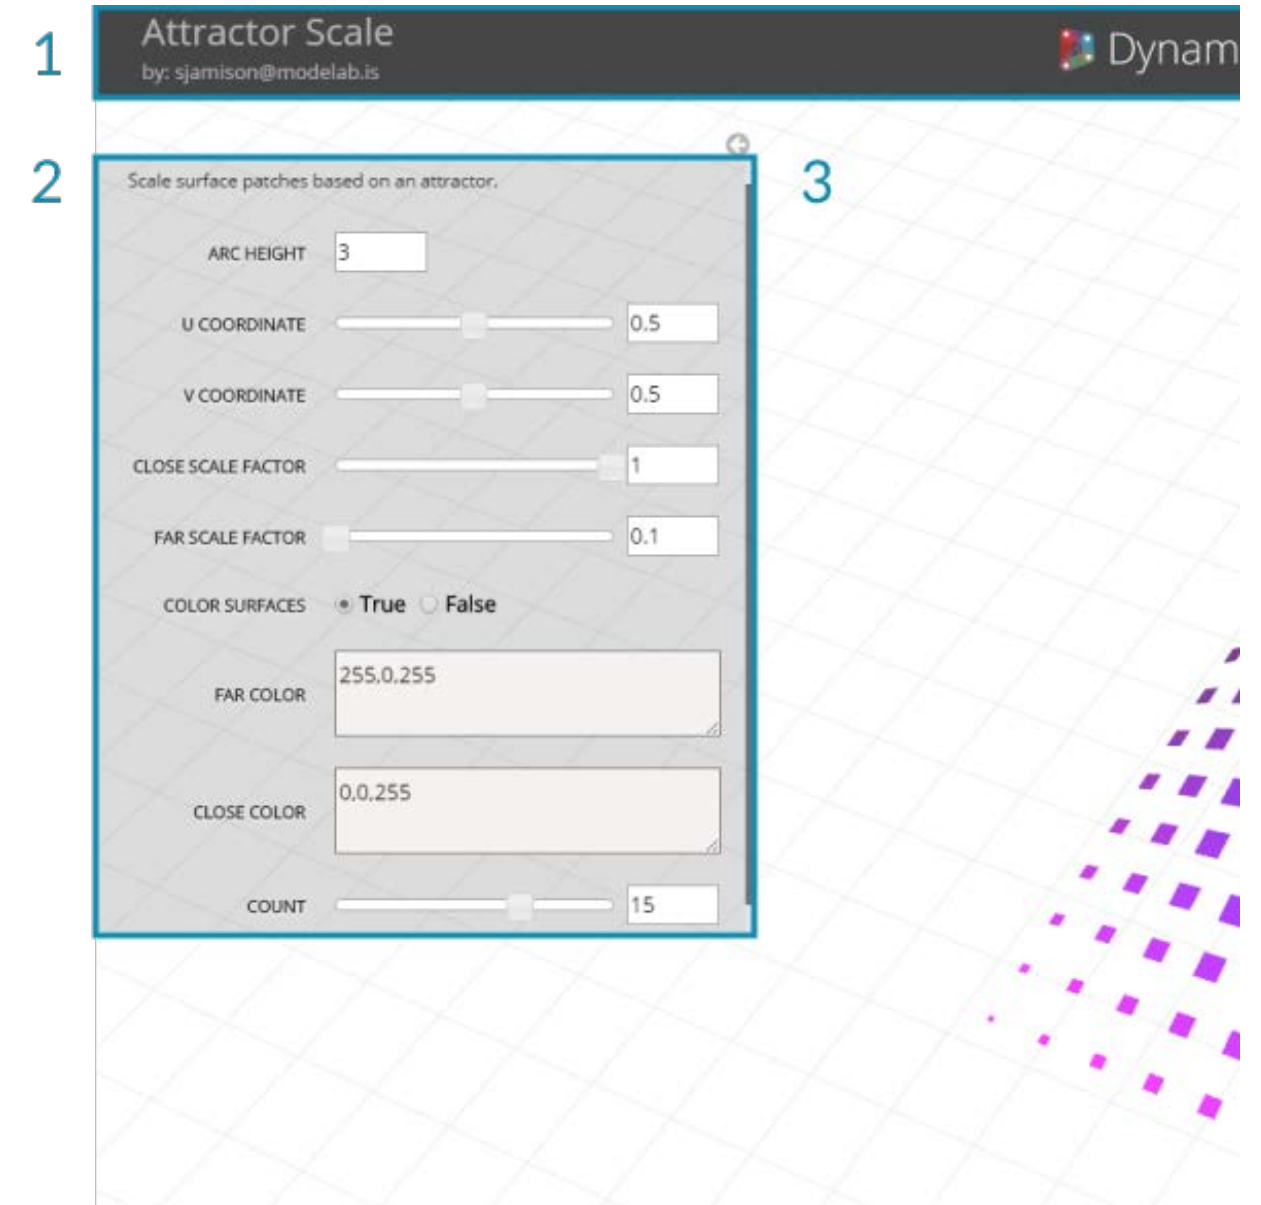 1
Attractor Scale
by: sjamison@modelab.is
Dynam
2
3
Scale surface patches based on an attractor.
ARC HEIGHT 3
U COORDINATE 0.5
V COORDINATE 0.5
CLOSE SCALE FACTOR 1
FAR SCALE FACTOR 0.1
COLOR SURFACES True False
FAR COLOR 255,0,255
CLOSE COLOR 0,0,255
COUNT 15